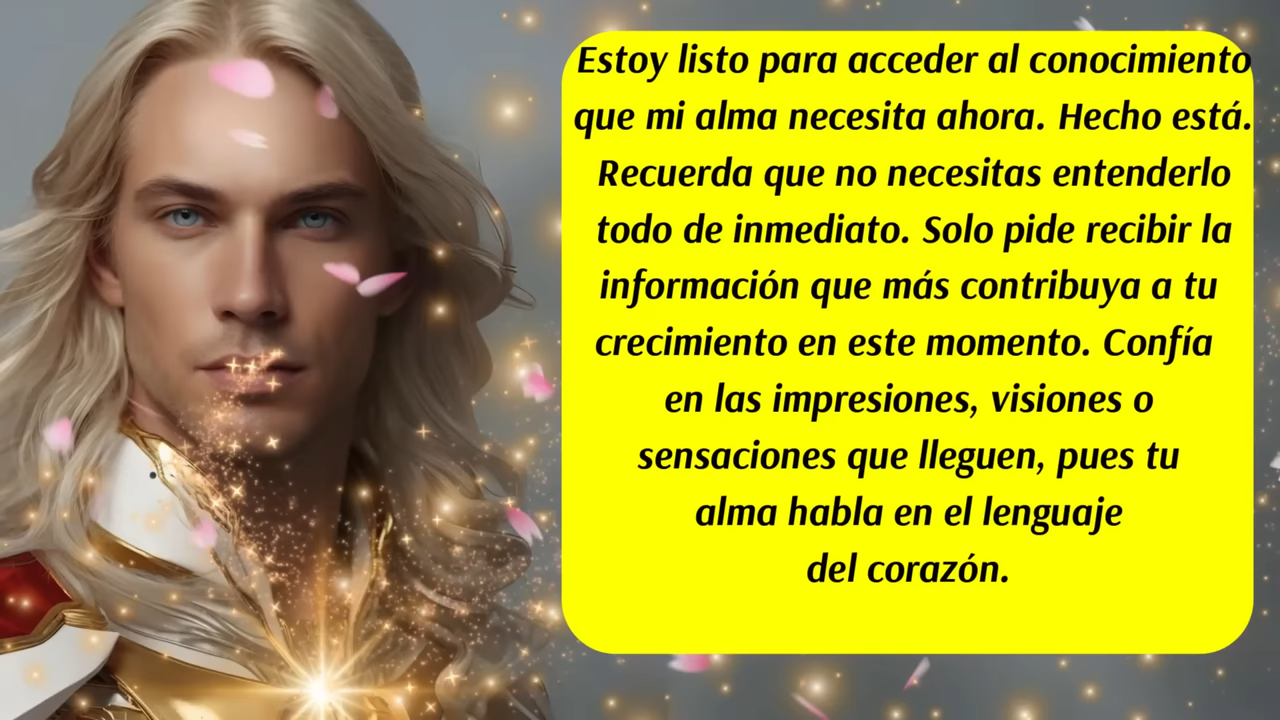 Estoy listo para acceder al conocimiento
que mi alma necesita ahora. Hecho está.
Recuerda que no necesitas entenderlo
todo de inmediato. Solo pide recibir la
información que más contribuya a tu
crecimiento en este momento. Confía
en las impresiones, visiones o
sensaciones que lleguen, pues tu
alma habla en el lenguaje
del corazón.